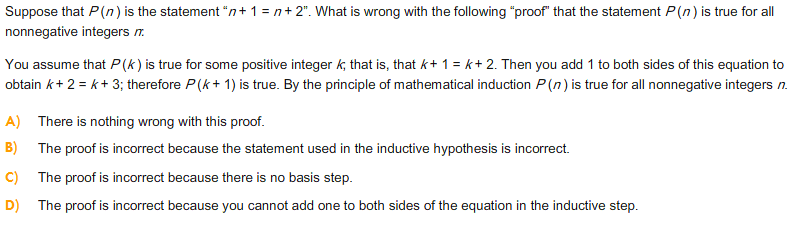 Suppose that P(n) is the statement “n + 1 = n + 2”. What is wrong with the following “proof” that the statement P(n) is true for all
nonnegative integers n:
You assume that P(k) is true for some positive integer k; that is, that k + 1 = k + 2. Then you add 1 to both sides of this equation to
obtain k + 2 = k + 3; therefore P(k + 1) is true. By the principle of mathematical induction P(n) is true for all nonnegative integers n.
A) There is nothing wrong with this proof.
B) The proof is incorrect because the statement used in the inductive hypothesis is incorrect.
C) The proof is incorrect because there is no basis step.
D) The proof is incorrect because you cannot add one to both sides of the equation in the inductive step.